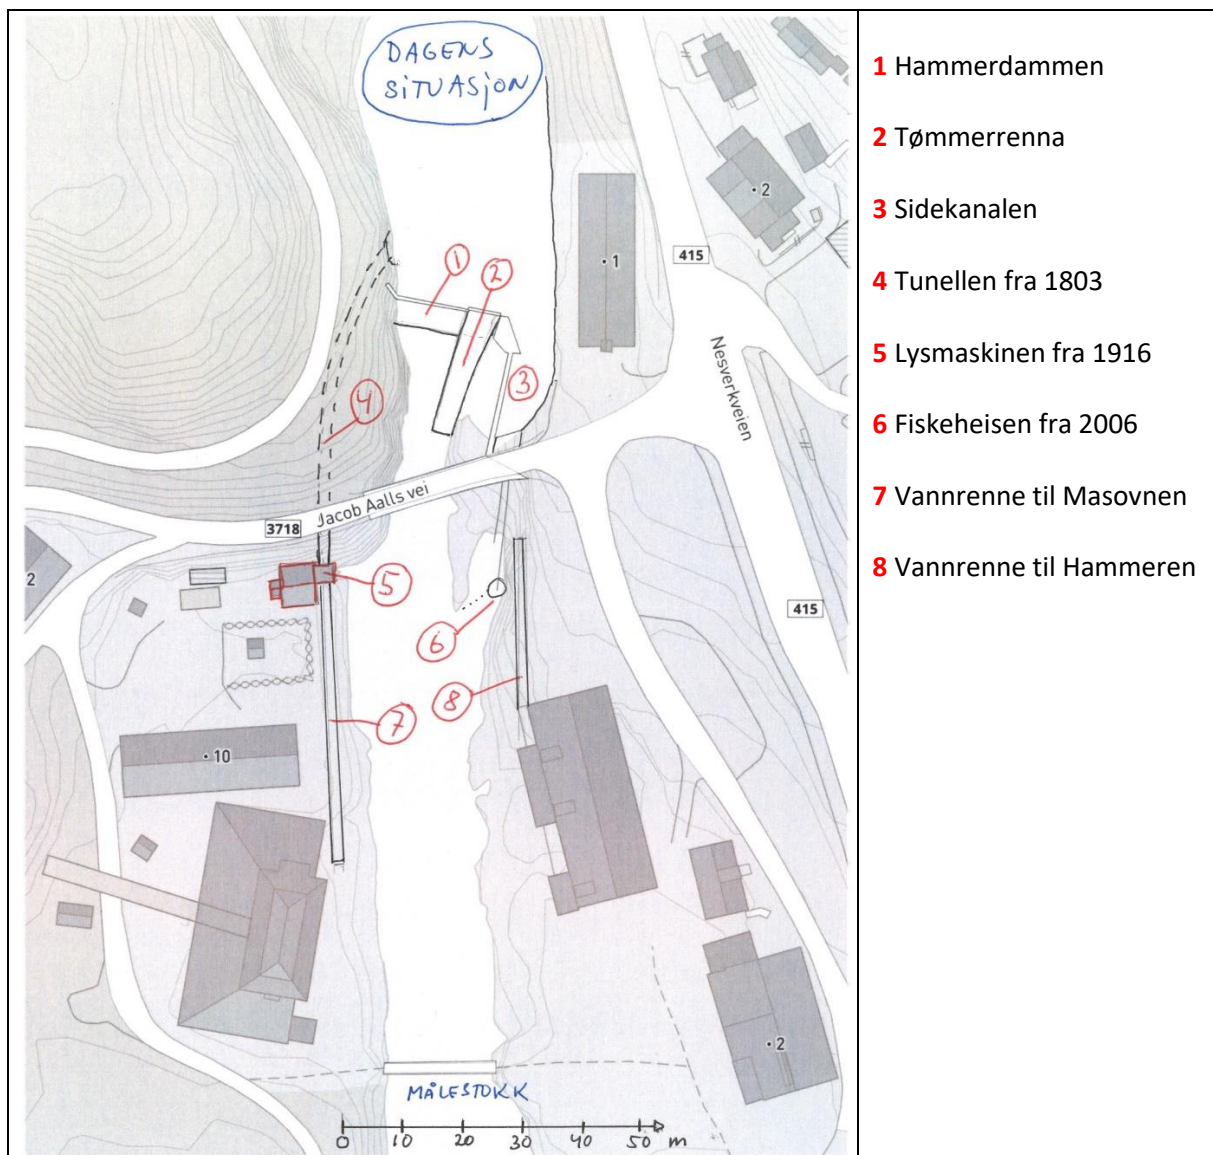 DAGENS
SITUASJON
1 Hammerdammen
2 Tømmerrenna
3 Sidekanalen
4 Tunellen fra 1803
5 Lysmaskinen fra 1916
6 Fiskeheisen fra 2006
7 Vannrenne til Masovnen
8 Vannrenne til Hammeren
2
415
1
1
2
3
Nesverkveien
4
Jacob Aalls vei
3718
2
5
415
6
8
7
10
2
MÅLESTOKK
0 10 20 30 40 50 m